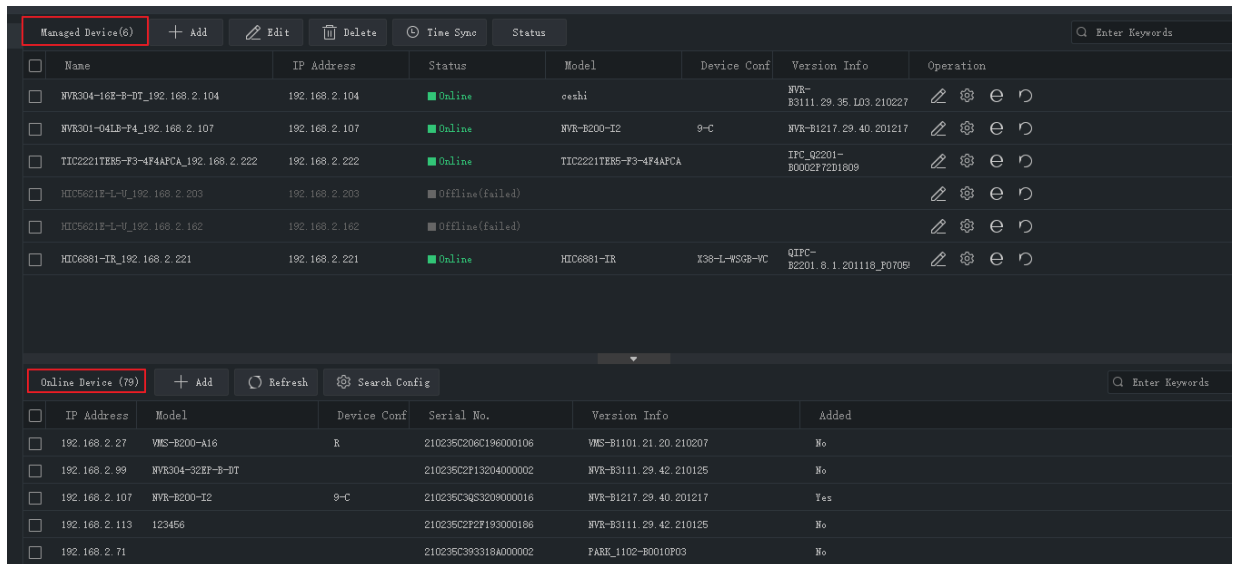 Managed Device(6) Add Edit Delete Time Sync Status Enter Keywords
Name IP Address Status Model Device Conf Version Info Operation
NVR304-16E-B-DT_192.168.2.104 192.168.2.104 Online ceshi NVR-
B3111.29.35.L03.210227
NVR301-04LB-P4_192.168.2.107 192.168.2.107 Online NVR-B200-I2 9-C NVR-B1217.29.40.201217
TIC2221TER5-F3-4F4APCA_192.168.2.222 192.168.2.222 Online TIC2221TER5-F3-4F4APCA IPC_Q2201-
B0002P72D1809
HIC5621E-L-U_192.168.2.203 192.168.2.203 Offline(failed)
HIC5621E-L-U_192.168.2.162 192.168.2.162 Offline(failed)
HIC6881-IR_192.168.2.221 192.168.2.221 Online HIC6881-IR X38-L-WSGB-VC QIPC-
B2201.8.1.201118_P0705
Online Device (79) Add Refresh Search Config Enter Keywords
IP Address Model Device Conf Serial No. Version Info Added
192.168.2.27 VMS-B200-A16 R 210235C206C196000106 VMS-B1101.21.20.210207 No
192.168.2.99 NVR304-32EP-B-DT 210235C2P13204000002 NVR-B3111.29.42.210125 No
192.168.2.107 NVR-B200-I2 9-C 210235C3QS3209000016 NVR-B1217.29.40.201217 Yes
192.168.2.113 123456 210235C2P2F193000186 NVR-B3111.29.42.210125 No
192.168.2.71 210235C393318A000002 PARK_1102-B0010P03 No